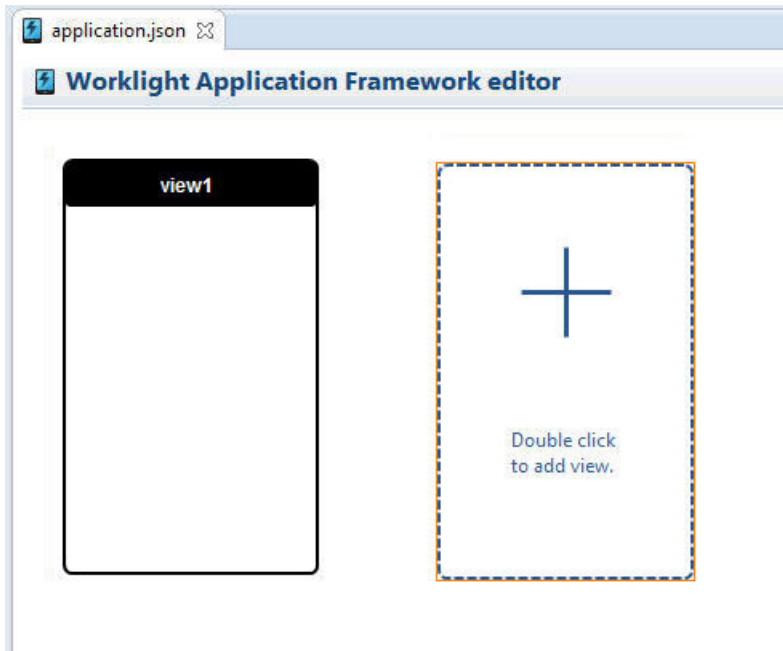 application.json
Worklight Application Framework editor
view1
Double click
to add view.